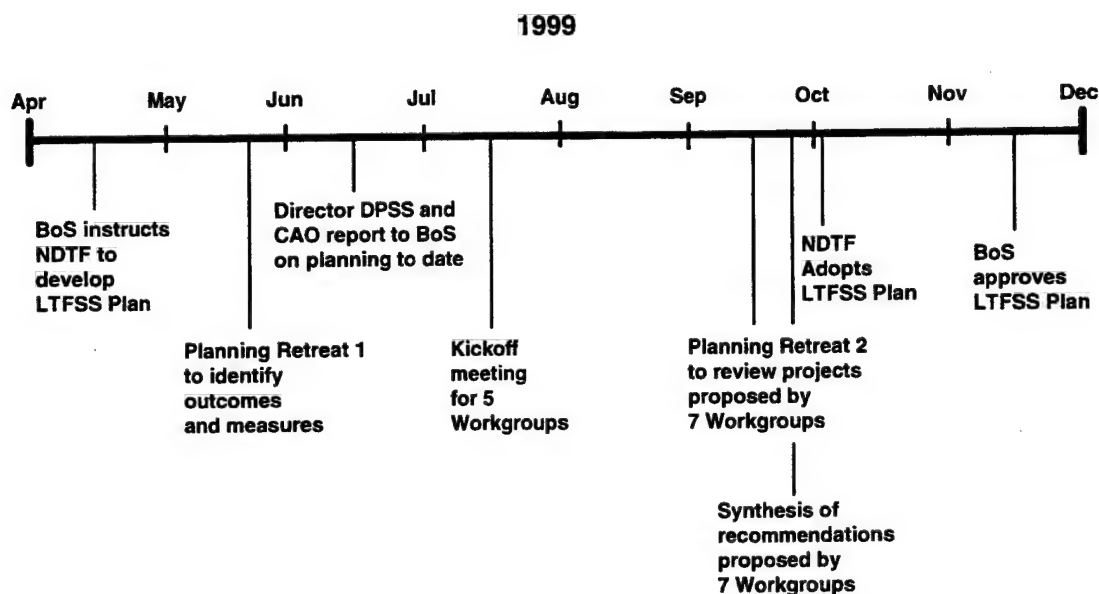 1999
Apr May Jun Jul Aug Sep Oct Nov Dec
BoS instructs
NDTF to
develop
LTFSS Plan
Planning Retreat 1
to identify
outcomes
and measures
Director DPSS and
CAO report to BoS
on planning to date
Kickoff
meeting
for 5
Workgroups
Planning Retreat 2
to review projects
proposed by
7 Workgroups
Synthesis of
recommendations
proposed by
7 Workgroups
NDTF
Adopts
LTFSS Plan
BoS
approves
LTFSS Plan